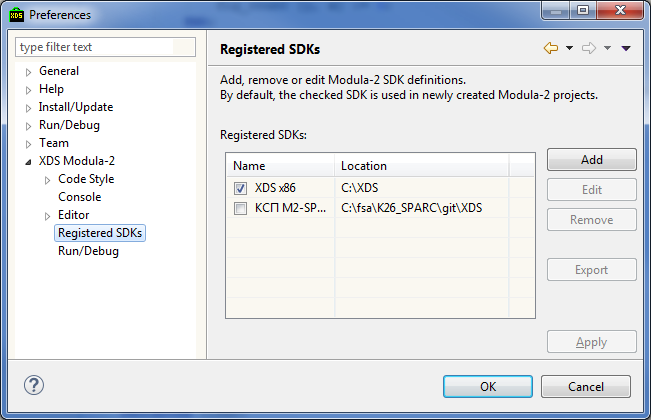 XDS
Preferences
type filter text
General
Help
Install/Update
Run/Debug
Team
XDS Modula-2
Code Style
Console
Editor
Registered SDKs
Run/Debug
Registered SDKs
Add, remove or edit Modula-2 SDK definitions.
By default, the checked SDK is used in newly created Modula-2 projects.
Registered SDKs:
Name Location
XDS x86 C:\XDS
КСП M2-SP... C:\fsa\K26_SPARC\git\XDS
Add
Edit
Remove
Export
Apply
?
OK Cancel